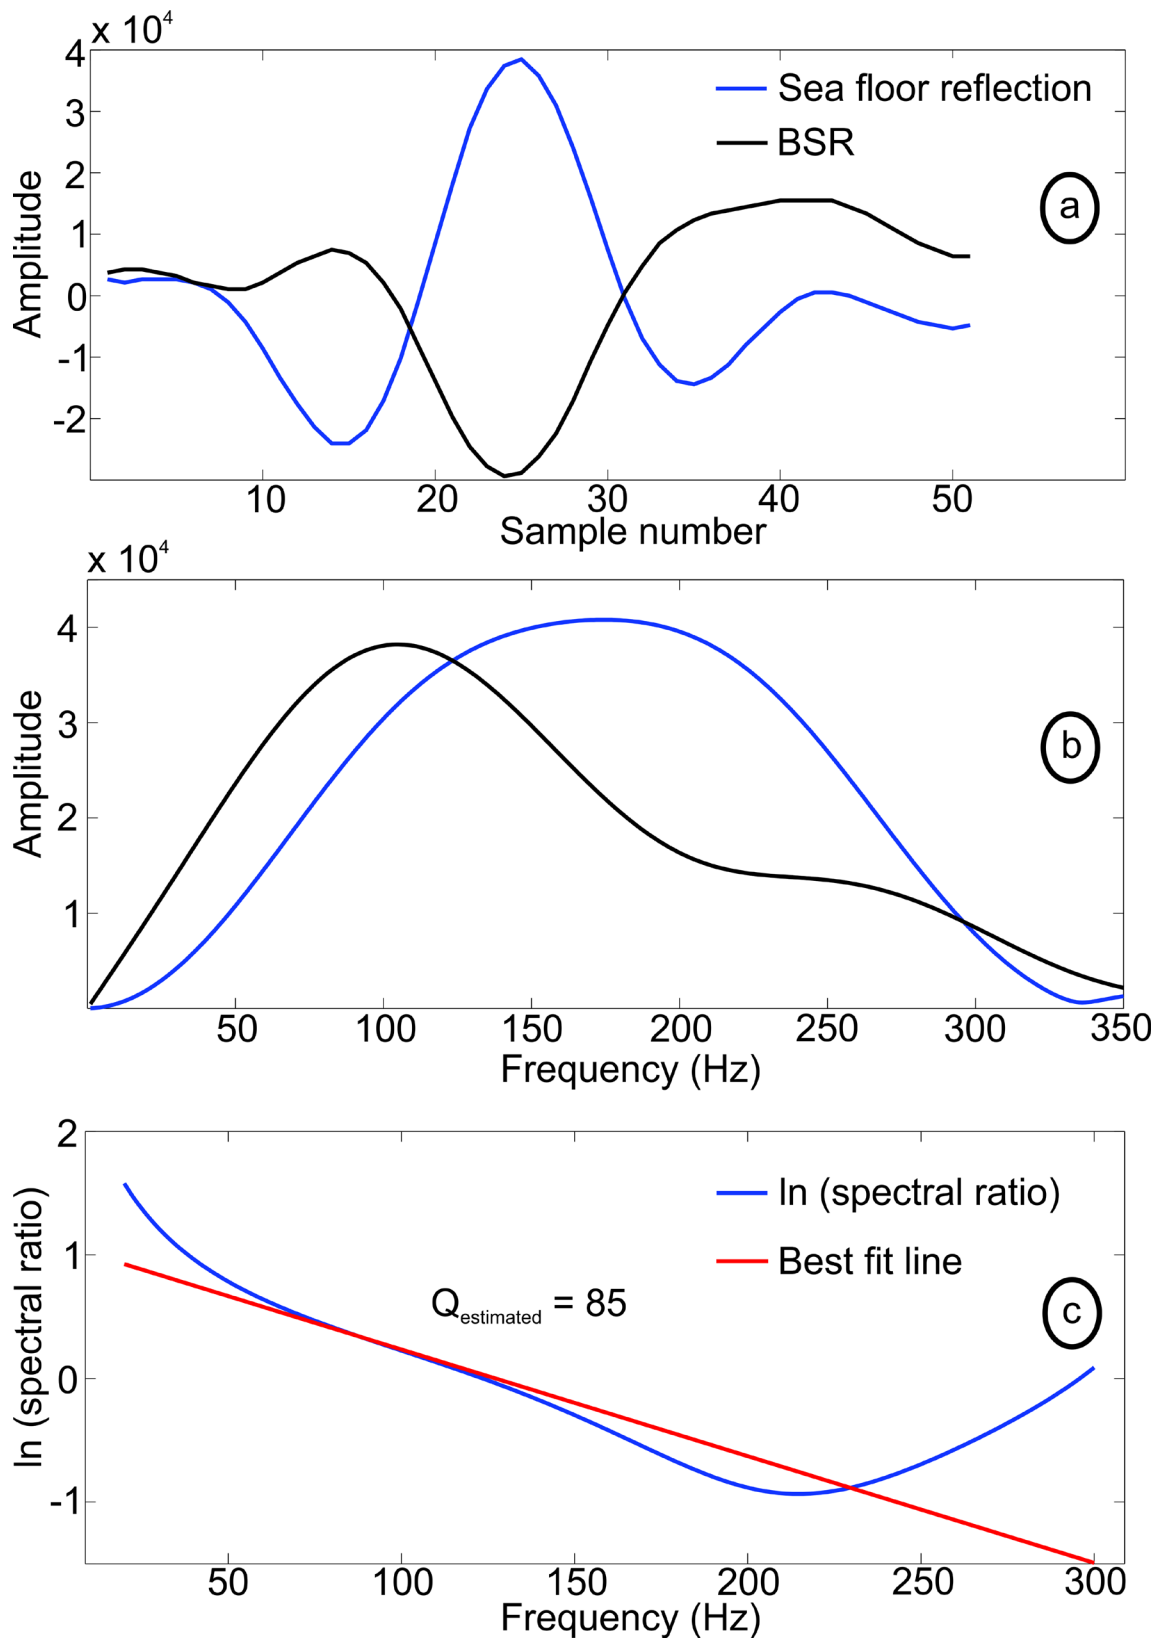 x 10⁴
4
3
2
1
0
-1
-2
Amplitude
Sea floor reflection
BSR
a
10 20 30 40 50
Sample number
x 10⁴
4
3
2
1
Amplitude
b
50 100 150 200 250 300 350
Frequency (Hz)
2
1
0
-1
ln (spectral ratio)
ln (spectral ratio)
Best fit line
Qestimated = 85
c
50 100 150 200 250 300
Frequency (Hz)